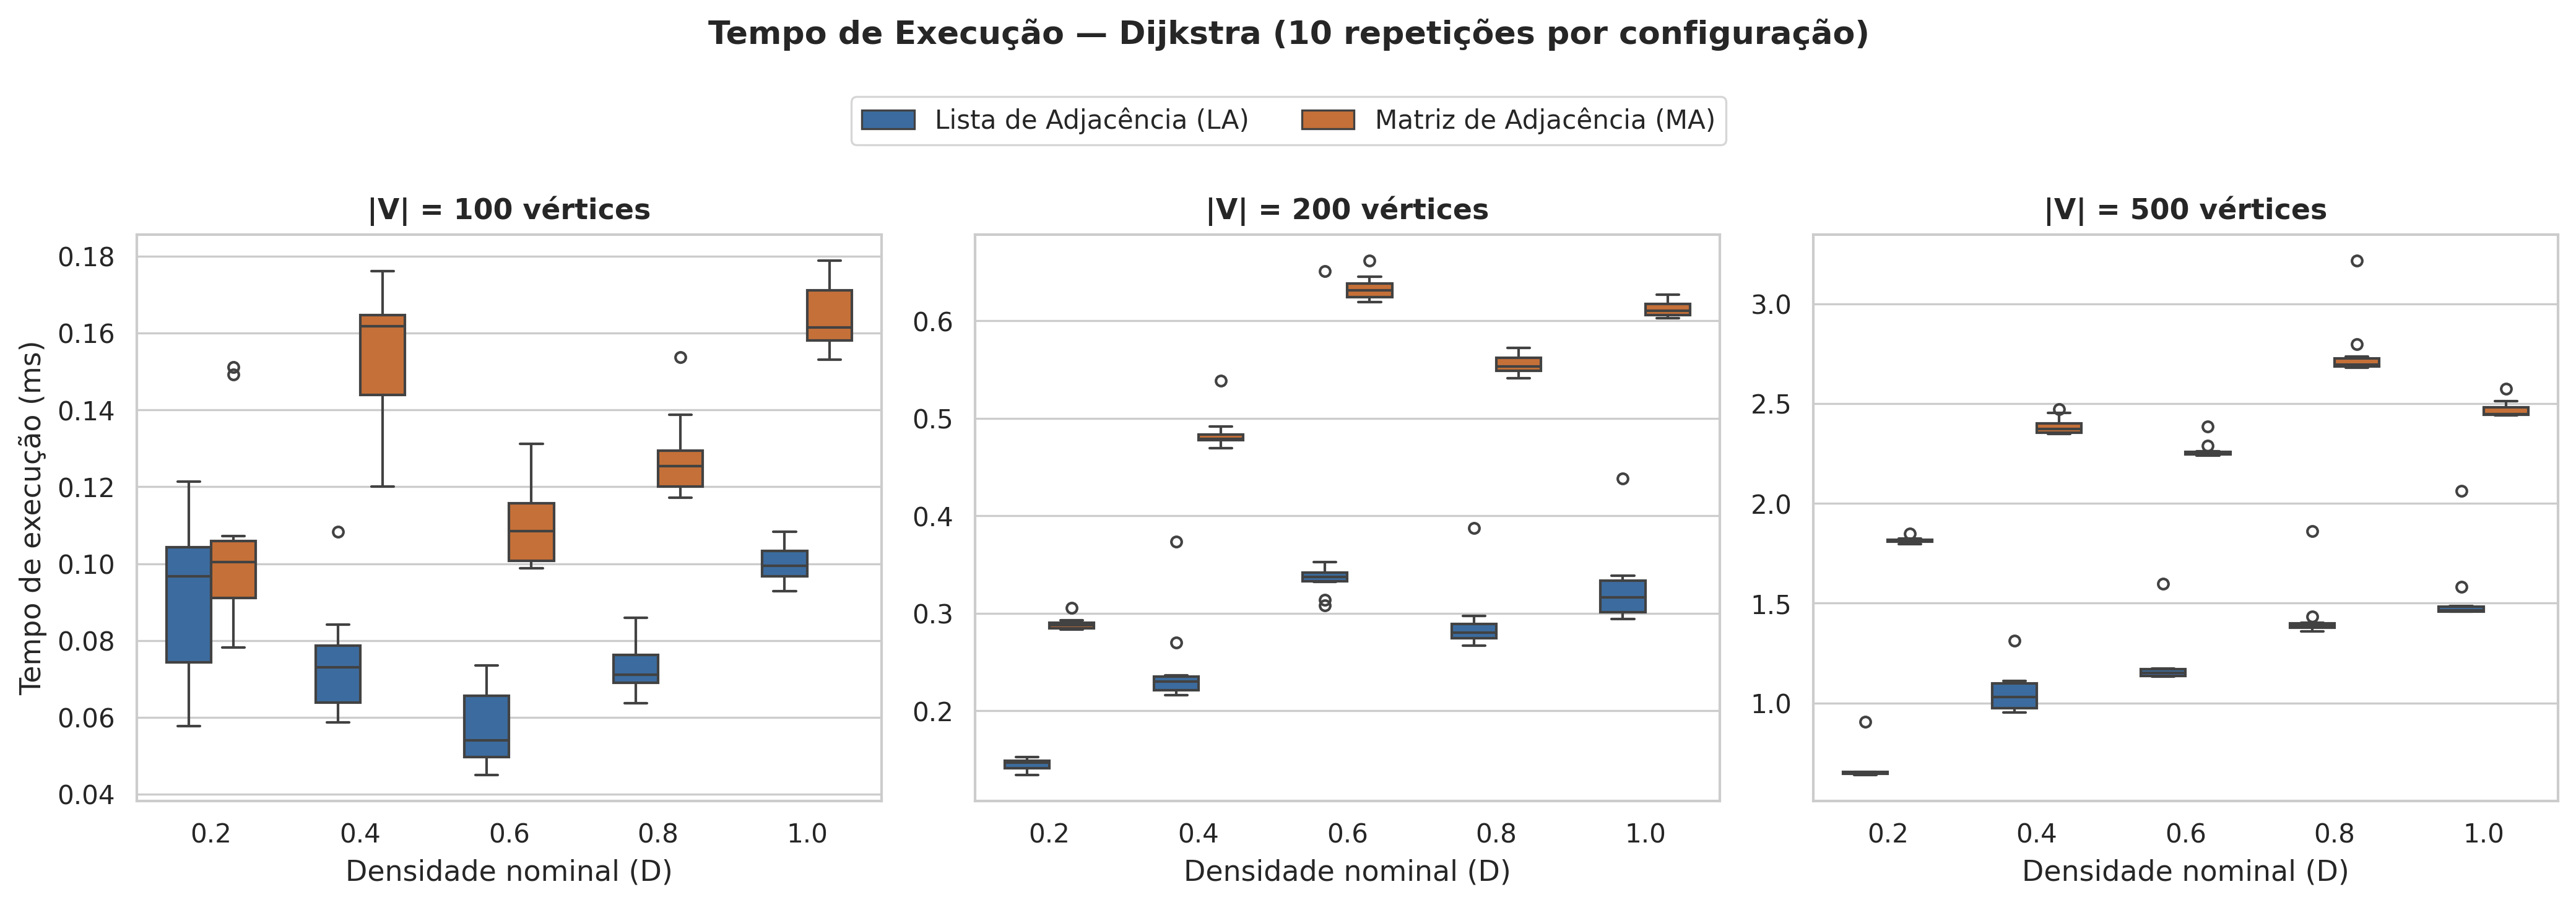 Tempo de Execução — Dijkstra (10 repetições por configuração)
Lista de Adjacência (LA)
Matriz de Adjacência (MA)
|V| = 100 vértices
|V| = 200 vértices
|V| = 500 vértices
Tempo de execução (ms)
0.18
0.16
0.14
0.12
0.10
0.08
0.06
0.04
0.2 0.4 0.6 0.8 1.0
Densidade nominal (D)
0.6
0.5
0.4
0.3
0.2
0.2 0.4 0.6 0.8 1.0
Densidade nominal (D)
3.0
2.5
2.0
1.5
1.0
0.2 0.4 0.6 0.8 1.0
Densidade nominal (D)